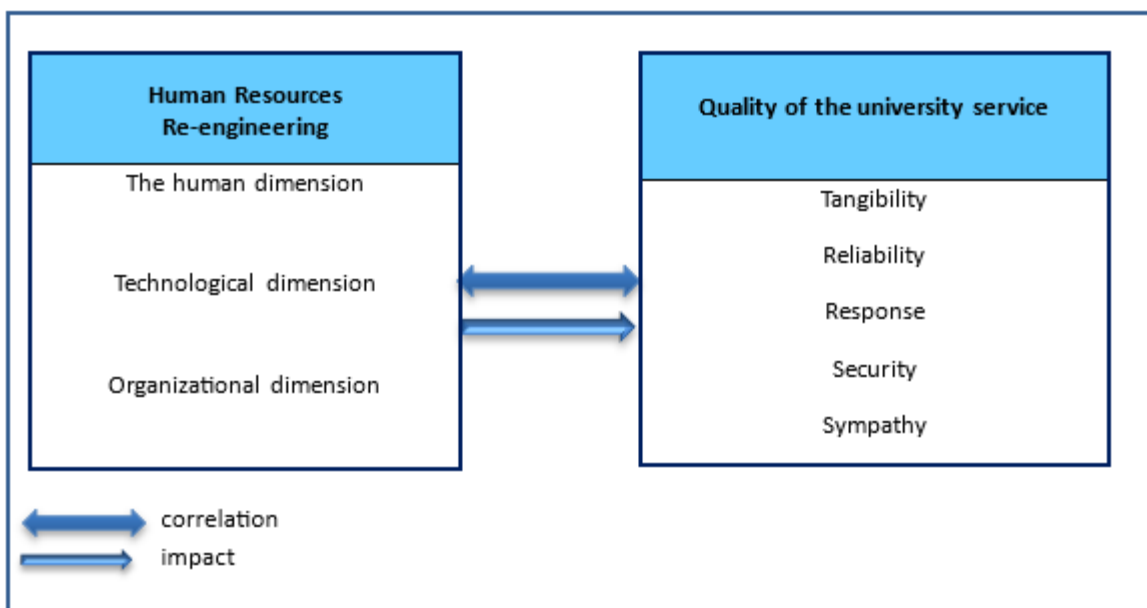 Human Resources
Re-engineering
The human dimension
Technological dimension
Organizational dimension
Quality of the university service
Tangibility
Reliability
Response
Security
Sympathy
correlation
impact